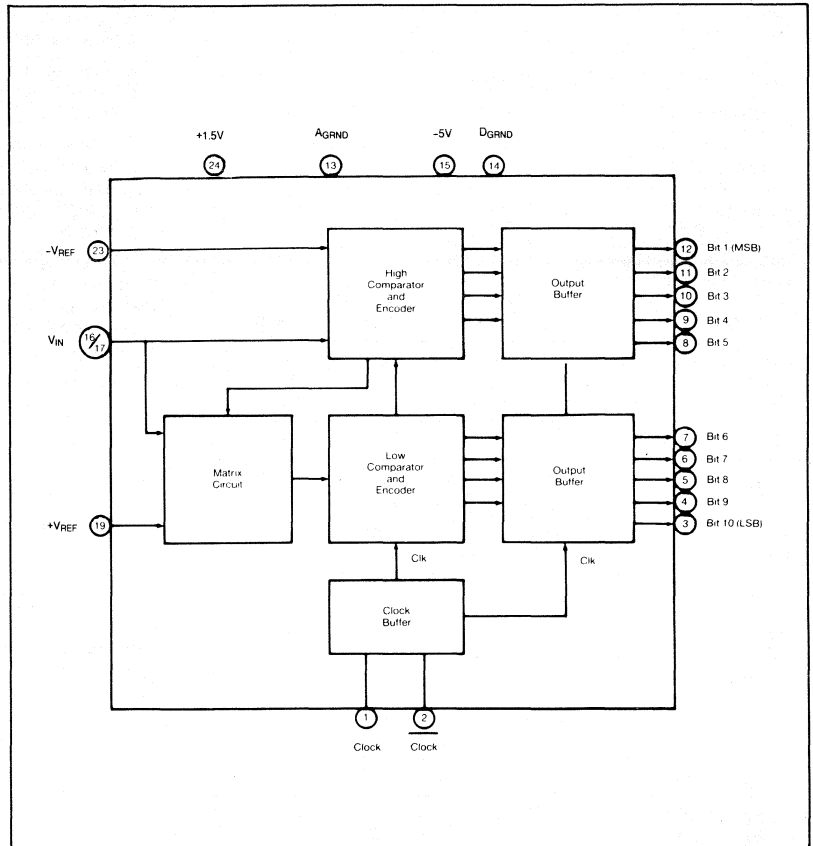 +1.5V
AGRND
-5V
DGRND
24
13
15
14
-VREF
23
High
Comparator
and
Encoder
Output
Buffer
12
Bit 1 (MSB)
11
Bit 2
10
Bit 3
9
Bit 4
8
Bit 5
VIN
16/17
Matrix
Circuit
Low
Comparator
and
Encoder
Output
Buffer
7
Bit 6
6
Bit 7
5
Bit 8
4
Bit 9
3
Bit 10 (LSB)
+VREF
19
Clk
Clk
Clock
Buffer
1
2
Clock
Clock